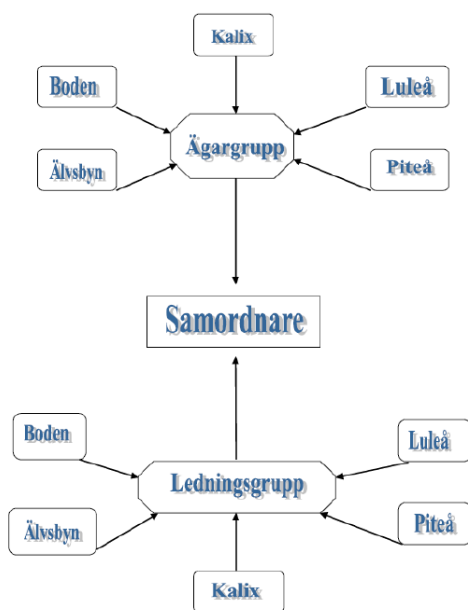 Kalix
Boden
Luleå
Ägargrupp
Älvsbyn
Piteå
Samordnare
Boden
Luleå
Ledningsgrupp
Älvsbyn
Piteå
Kalix